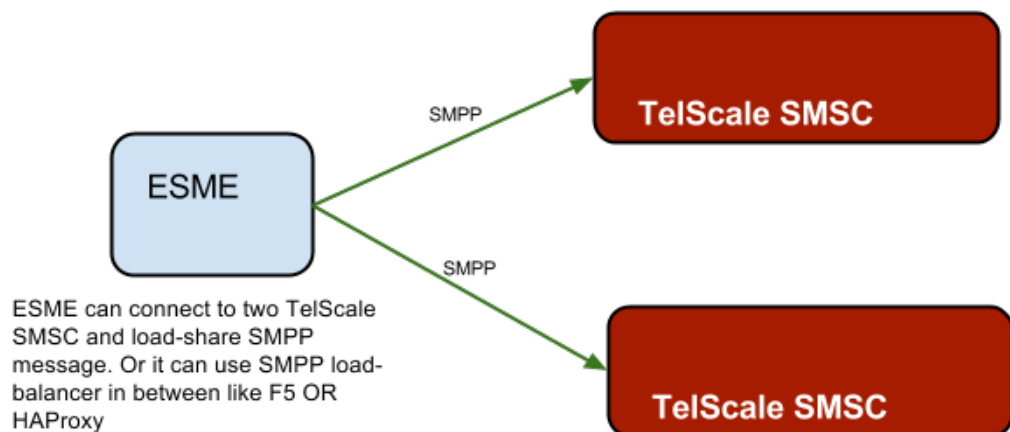 SMPP
TelScale SMSC
ESME
SMPP
ESME can connect to two TelScale
SMSC and load-share SMPP
message. Or it can use SMPP load-
balancer in between like F5 OR
HAProxy
TelScale SMSC